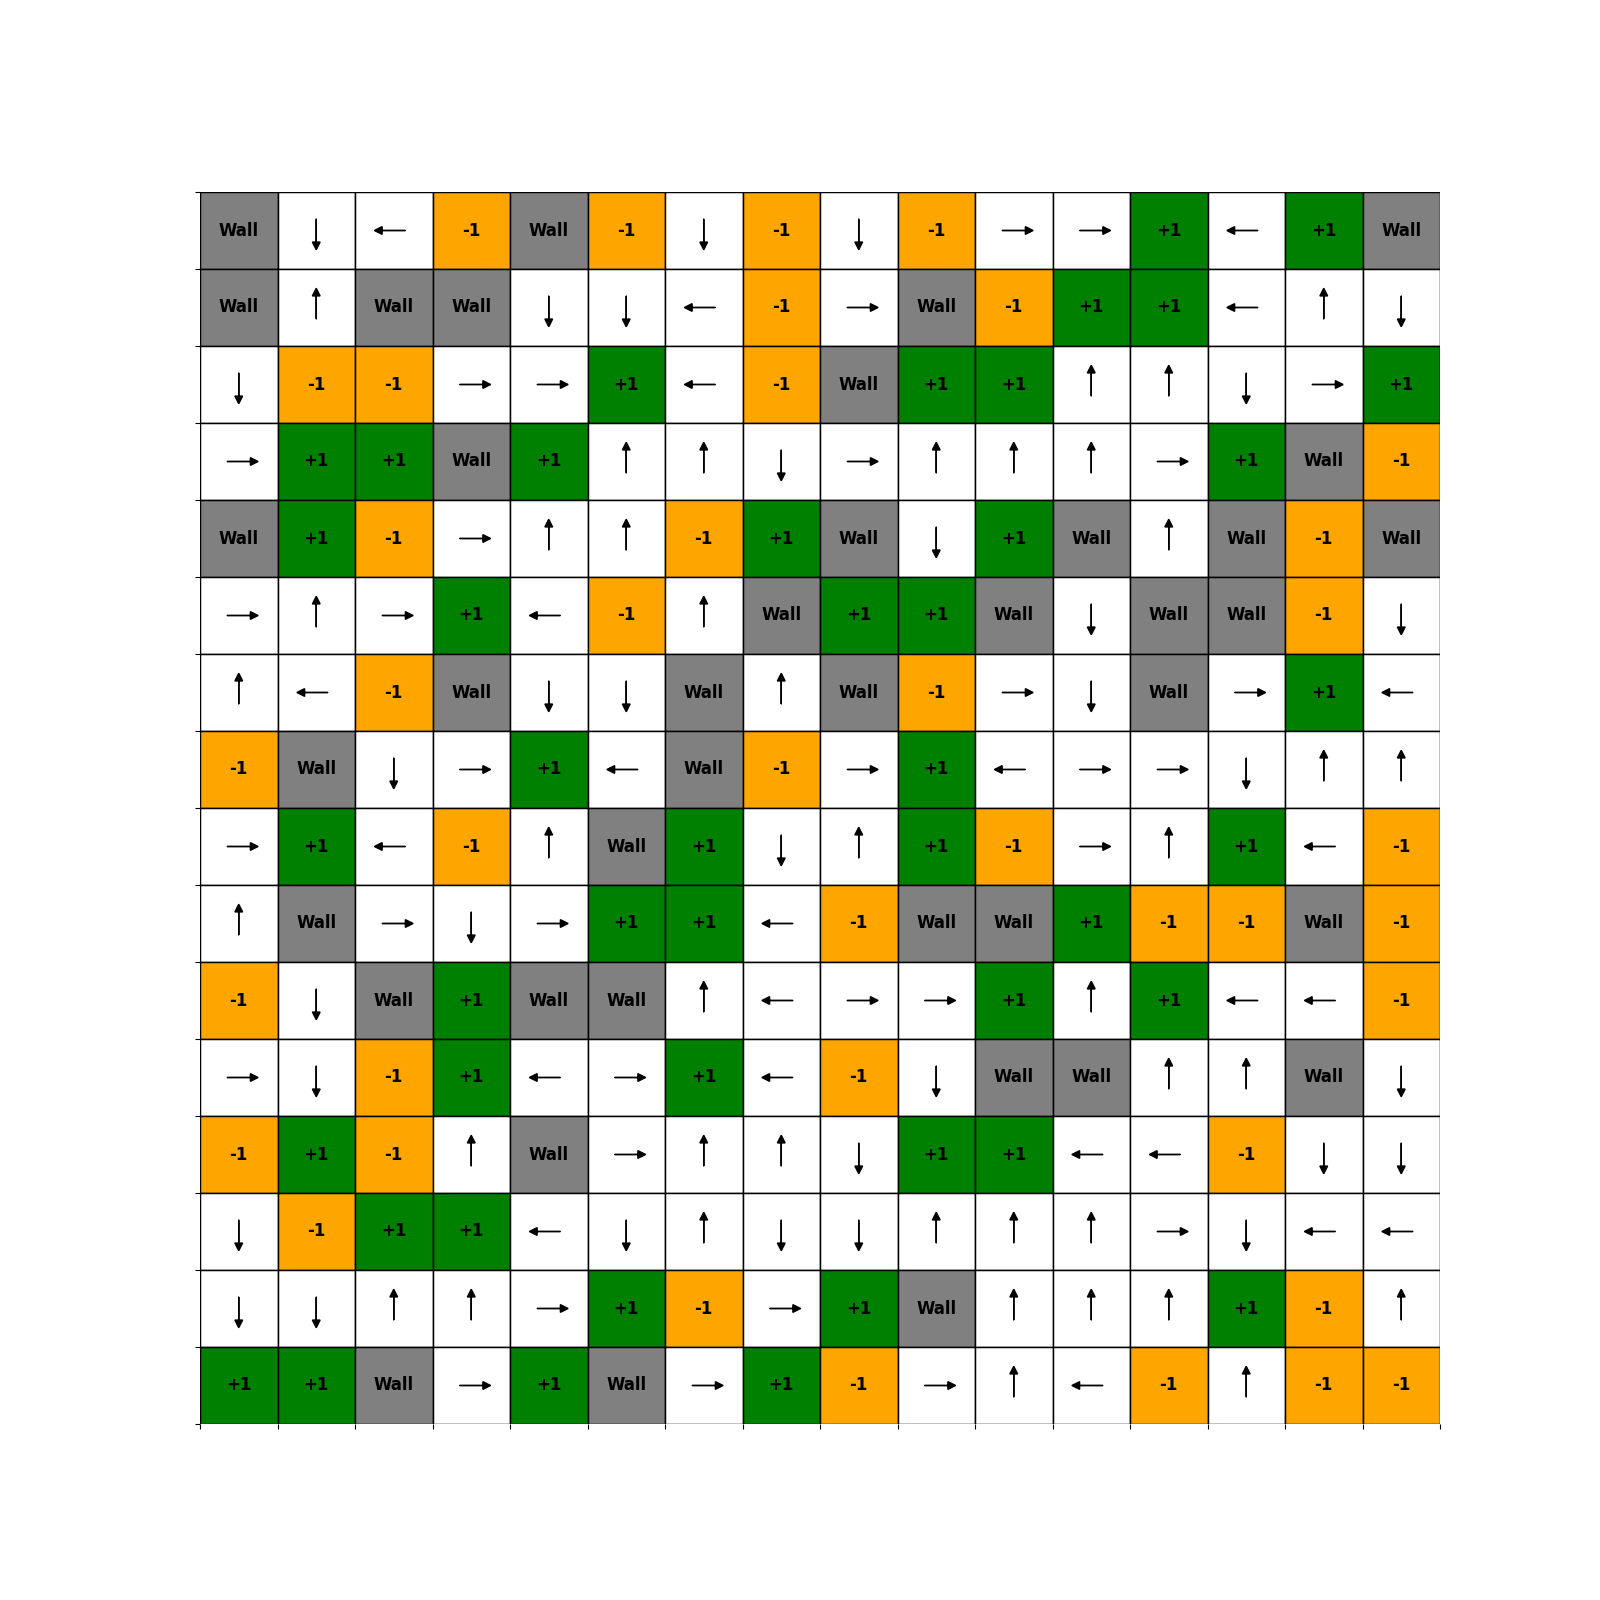 Wall ↓ ← -1 Wall -1 ↓ -1 ↓ -1 → → +1 ← +1 Wall
Wall ↑ Wall Wall ↓ ↓ ← -1 → Wall -1 +1 +1 ← ↑ ↓
↓ -1 -1 → → +1 ← -1 Wall +1 +1 ↑ ↑ ↓ → +1
→ +1 +1 Wall +1 ↑ ↑ ↓ → ↑ ↑ ↑ → +1 Wall -1
Wall +1 -1 → ↑ ↑ -1 +1 Wall ↓ +1 Wall ↑ Wall -1 Wall
→ ↑ → +1 ← -1 ↑ Wall +1 +1 Wall ↓ Wall Wall -1 ↓
↑ ← -1 Wall ↓ ↓ Wall ↑ Wall -1 → ↓ Wall → +1 ←
-1 Wall ↓ → +1 ← Wall -1 → +1 ← → → ↓ ↑ ↑
→ +1 ← -1 ↑ Wall +1 ↓ ↑ +1 -1 → ↑ +1 ← -1
↑ Wall → ↓ → +1 +1 ← -1 Wall Wall +1 -1 -1 Wall -1
-1 ↓ Wall +1 Wall Wall ↑ ← → → +1 ↑ +1 ← ← -1
→ ↓ -1 +1 ← → +1 ← -1 ↓ Wall Wall ↑ ↑ Wall ↓
-1 +1 -1 ↑ Wall → ↑ ↑ ↓ +1 +1 ← ← -1 ↓ ↓
↓ -1 +1 +1 ← ↓ ↑ ↓ ↓ ↑ ↑ ↑ → ↓ ← ←
↓ ↓ ↑ ↑ → +1 -1 → +1 Wall ↑ ↑ ↑ +1 -1 ↑
+1 +1 Wall → +1 Wall → +1 -1 → ↑ ← -1 ↑ -1 -1